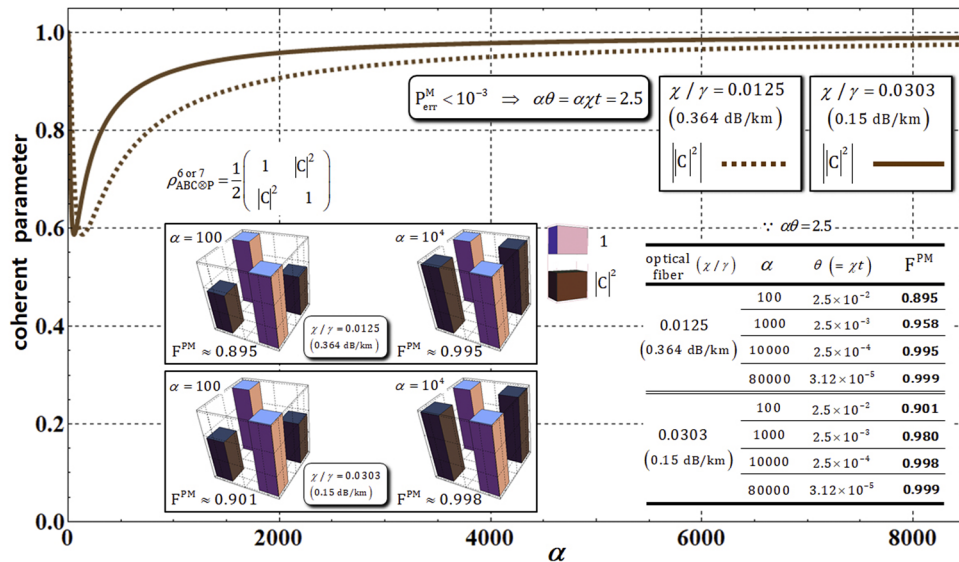 coherent parameter
1.0
0.8
0.6
0.4
0.2
0.0
0
2000
4000
6000
8000
α
P^M_err < 10^-3 ⇒ αθ = αχt = 2.5
χ / γ = 0.0125
(0.364 dB/km)
||C|^2|
χ / γ = 0.0303
(0.15 dB/km)
||C|^2|
ρ^{6 or 7}_{ABC⊗P} = 1/2 ( 1 |C|^2
|C|^2 1 )
α = 100
F^PM ≈ 0.895
χ / γ = 0.0125
(0.364 dB/km)
α = 10^4
F^PM ≈ 0.995
α = 100
F^PM ≈ 0.901
χ / γ = 0.0303
(0.15 dB/km)
α = 10^4
F^PM ≈ 0.998
1
|C|^2
∵ αθ = 2.5
optical fiber (χ / γ) α θ (= χt) F^PM
0.0125
(0.364 dB/km)
100 2.5×10^-2 0.895
1000 2.5×10^-3 0.958
10000 2.5×10^-4 0.995
80000 3.12×10^-5 0.999
0.0303
(0.15 dB/km)
100 2.5×10^-2 0.901
1000 2.5×10^-3 0.980
10000 2.5×10^-4 0.998
80000 3.12×10^-5 0.999